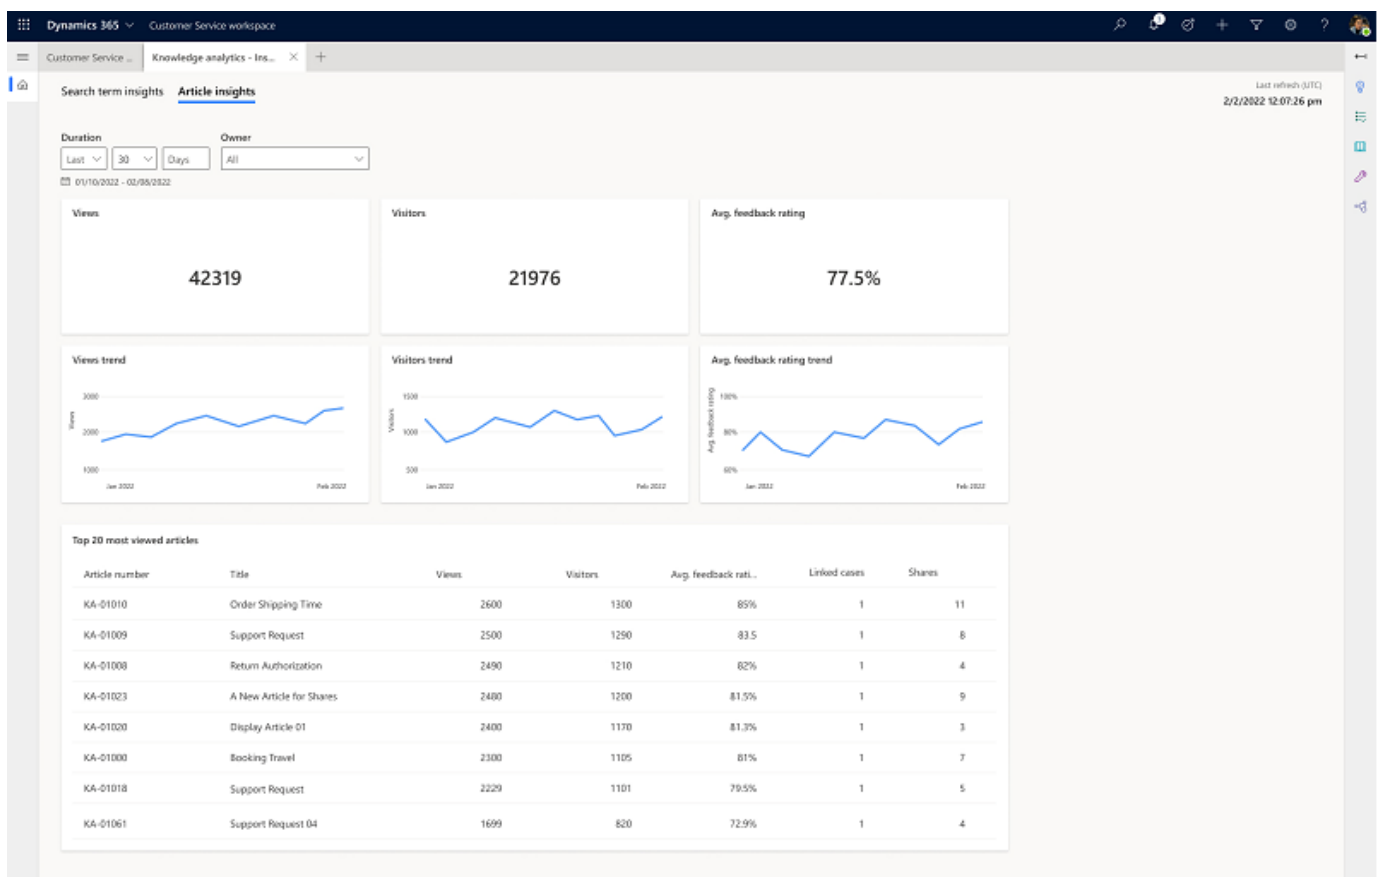 Dynamics 365 Customer Service workspace 1
Customer Service ... Knowledge analytics - Ins...
Search term insights Article insights
Last refresh (UTC)
2/2/2022 12:07:26 pm
Duration Owner
Last 30 Days All
01/10/2022 - 02/08/2022
Views Visitors Avg. feedback rating
42319 21976 77.5%
Views trend Visitors trend Avg. feedback rating trend
Views
3000
2000
1000
Jan 2022 Feb 2022
Visitors
1500
1000
500
Jan 2022 Feb 2022
Avg. feedback rating
100%
80%
60%
Jan 2022 Feb 2022
Top 20 most viewed articles
Article number Title Views Visitors Avg. feedback rati... Linked cases Shares
KA-01010 Order Shipping Time 2600 1300 85% 1 11
KA-01009 Support Request 2500 1290 83.5 1 8
KA-01008 Return Authorization 2490 1210 82% 1 4
KA-01023 A New Article for Shares 2480 1200 81.5% 1 9
KA-01020 Display Article 01 2400 1170 81.3% 1 3
KA-01000 Booking Travel 2300 1105 81% 1 7
KA-01018 Support Request 2229 1101 79.5% 1 5
KA-01061 Support Request 04 1699 820 72.9% 1 4